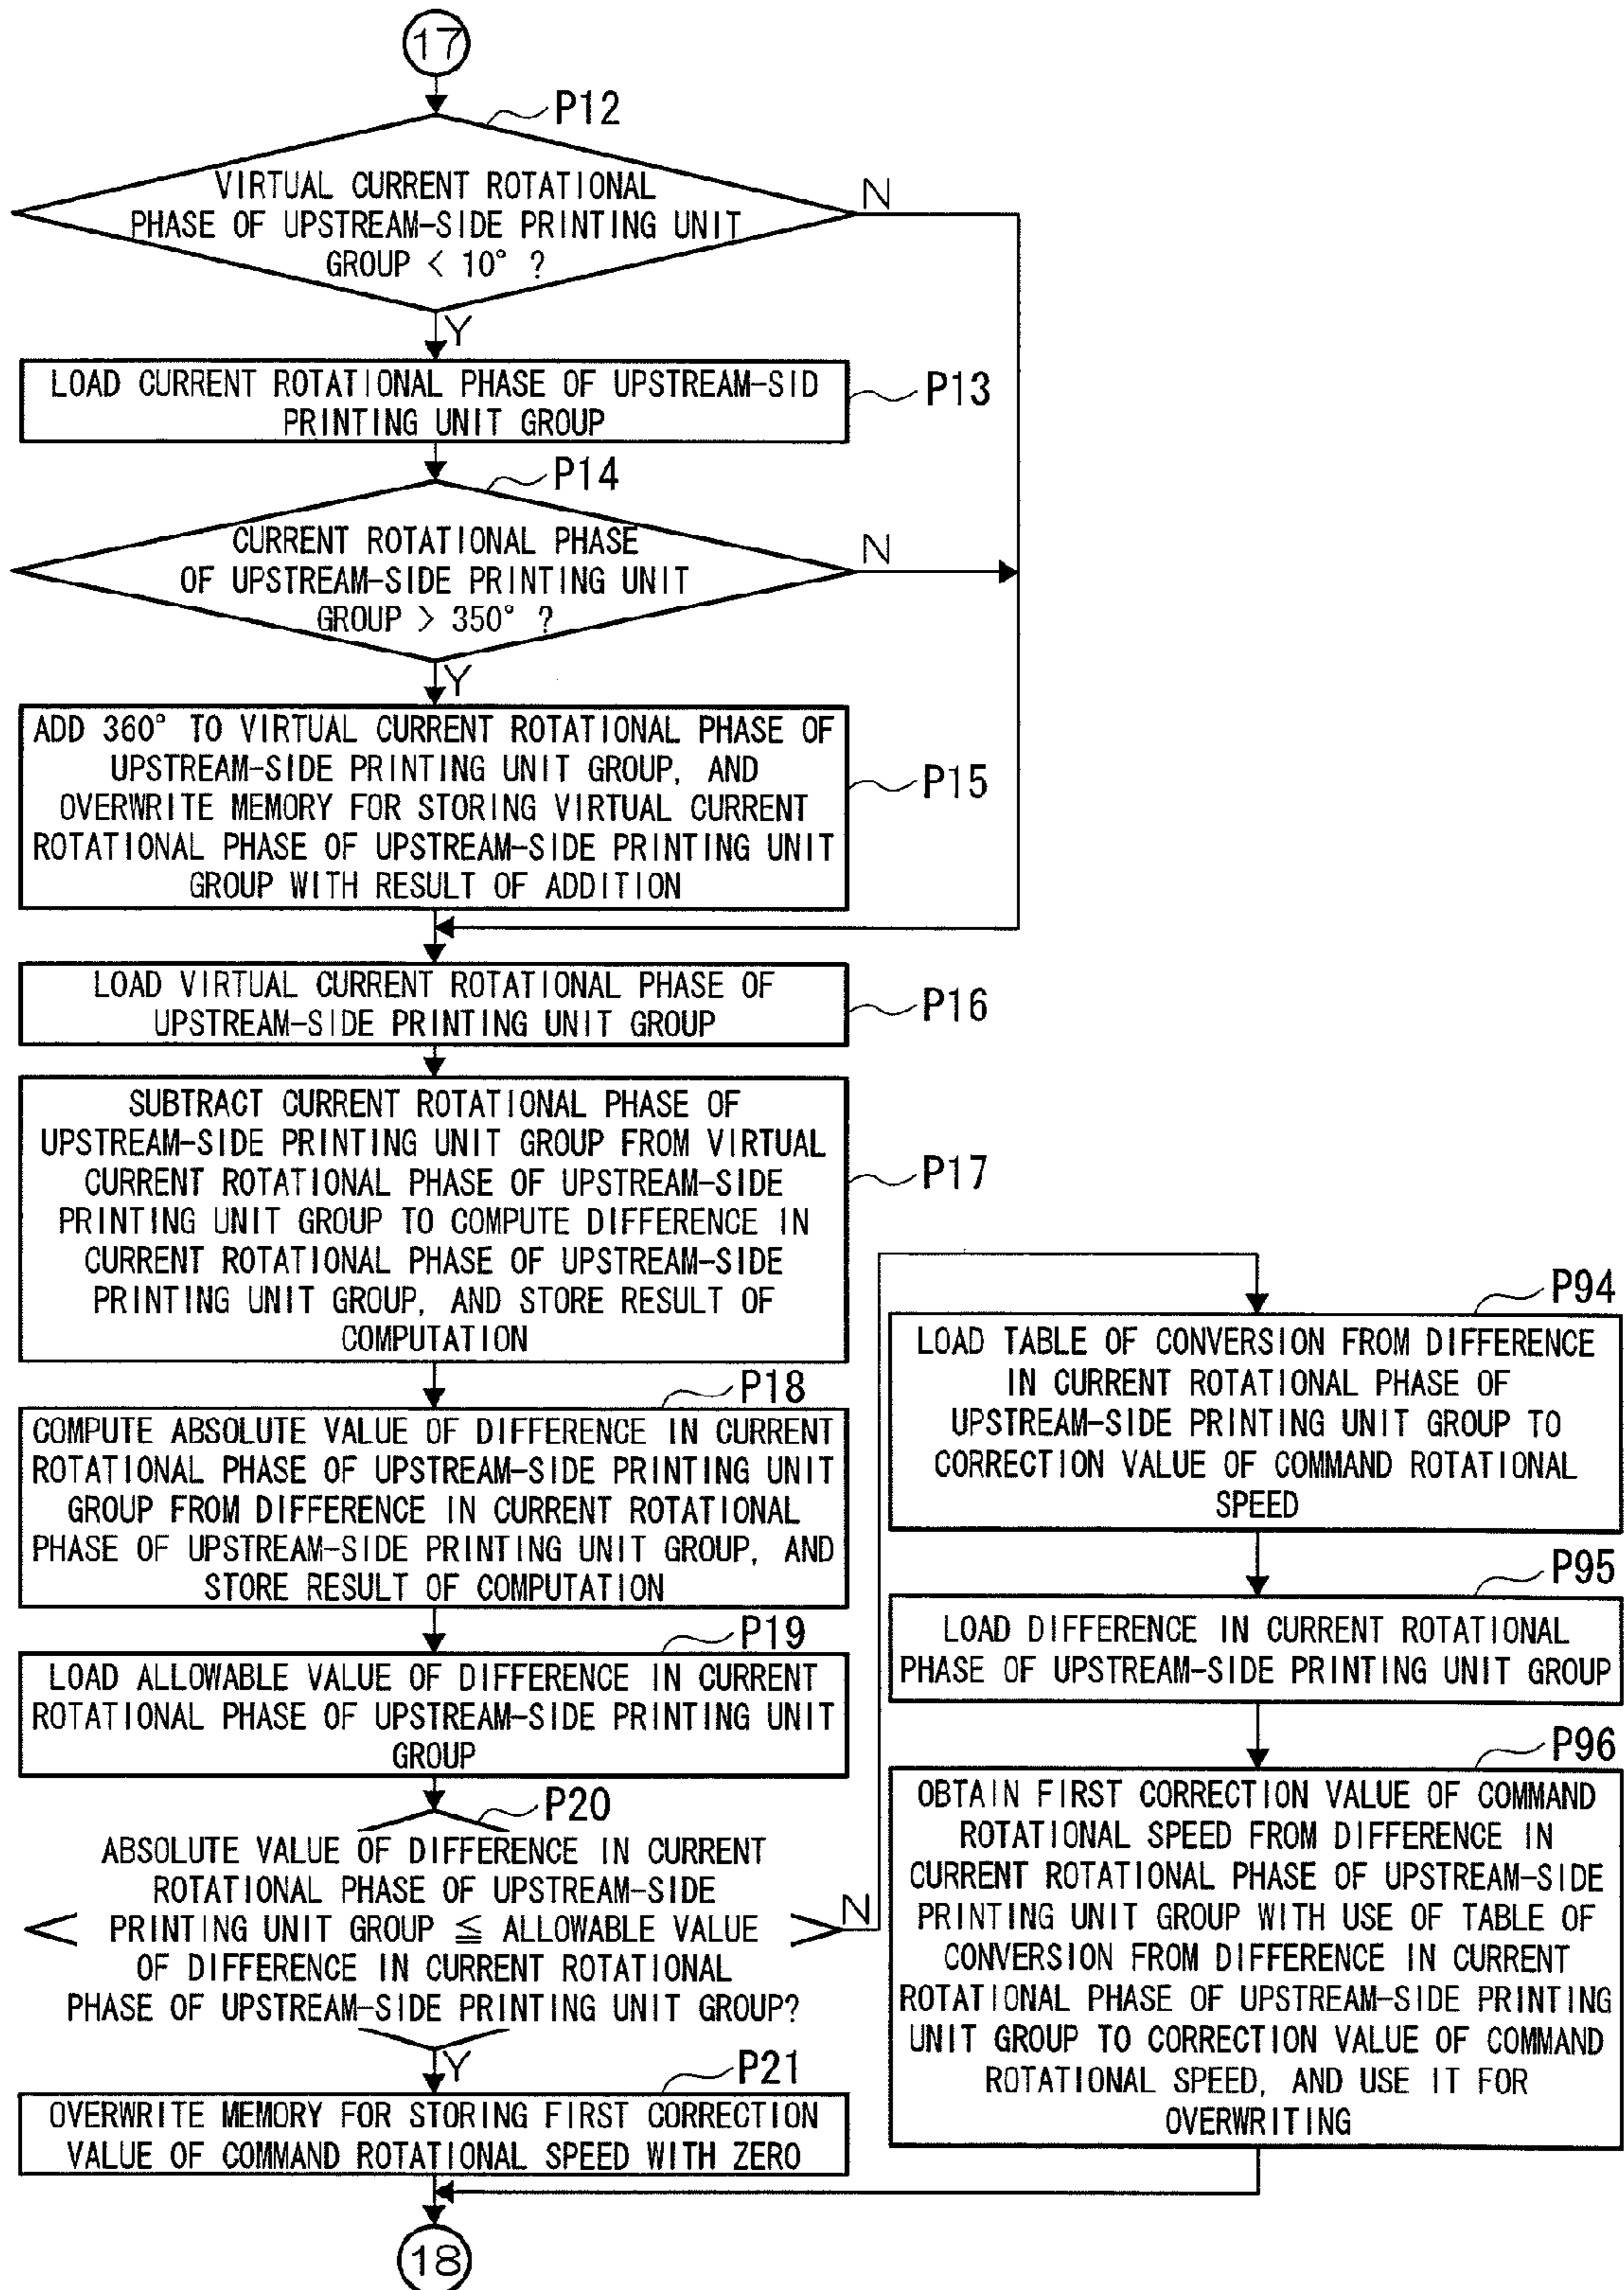 17
P12
VIRTUAL CURRENT ROTATIONAL
PHASE OF UPSTREAM-SIDE PRINTING UNIT
GROUP < 10° ?
N
Y
LOAD CURRENT ROTATIONAL PHASE OF UPSTREAM-SID
PRINTING UNIT GROUP
P13
P14
CURRENT ROTATIONAL PHASE
OF UPSTREAM-SIDE PRINTING UNIT
GROUP > 350° ?
N
Y
ADD 360° TO VIRTUAL CURRENT ROTATIONAL PHASE OF
UPSTREAM-SIDE PRINTING UNIT GROUP, AND
OVERWRITE MEMORY FOR STORING VIRTUAL CURRENT
ROTATIONAL PHASE OF UPSTREAM-SIDE PRINTING UNIT
GROUP WITH RESULT OF ADDITION
P15
LOAD VIRTUAL CURRENT ROTATIONAL PHASE OF
UPSTREAM-SIDE PRINTING UNIT GROUP
P16
SUBTRACT CURRENT ROTATIONAL PHASE OF
UPSTREAM-SIDE PRINTING UNIT GROUP FROM VIRTUAL
CURRENT ROTATIONAL PHASE OF UPSTREAM-SIDE
PRINTING UNIT GROUP TO COMPUTE DIFFERENCE IN
CURRENT ROTATIONAL PHASE OF UPSTREAM-SIDE
PRINTING UNIT GROUP, AND STORE RESULT OF
COMPUTATION
P17
P18
COMPUTE ABSOLUTE VALUE OF DIFFERENCE IN CURRENT
ROTATIONAL PHASE OF UPSTREAM-SIDE PRINTING UNIT
GROUP FROM DIFFERENCE IN CURRENT ROTATIONAL
PHASE OF UPSTREAM-SIDE PRINTING UNIT GROUP, AND
STORE RESULT OF COMPUTATION
P19
LOAD ALLOWABLE VALUE OF DIFFERENCE IN CURRENT
ROTATIONAL PHASE OF UPSTREAM-SIDE PRINTING UNIT
GROUP
P20
ABSOLUTE VALUE OF DIFFERENCE IN CURRENT
ROTATIONAL PHASE OF UPSTREAM-SIDE
PRINTING UNIT GROUP ≦ ALLOWABLE VALUE
OF DIFFERENCE IN CURRENT ROTATIONAL
PHASE OF UPSTREAM-SIDE PRINTING UNIT GROUP?
N
Y
P21
OVERWRITE MEMORY FOR STORING FIRST CORRECTION
VALUE OF COMMAND ROTATIONAL SPEED WITH ZERO
P94
LOAD TABLE OF CONVERSION FROM DIFFERENCE
IN CURRENT ROTATIONAL PHASE OF
UPSTREAM-SIDE PRINTING UNIT GROUP TO
CORRECTION VALUE OF COMMAND ROTATIONAL
SPEED
P95
LOAD DIFFERENCE IN CURRENT ROTATIONAL
PHASE OF UPSTREAM-SIDE PRINTING UNIT GROUP
P96
OBTAIN FIRST CORRECTION VALUE OF COMMAND
ROTATIONAL SPEED FROM DIFFERENCE IN
CURRENT ROTATIONAL PHASE OF UPSTREAM-SIDE
PRINTING UNIT GROUP WITH USE OF TABLE OF
CONVERSION FROM DIFFERENCE IN CURRENT
ROTATIONAL PHASE OF UPSTREAM-SIDE PRINTING
UNIT GROUP TO CORRECTION VALUE OF COMMAND
ROTATIONAL SPEED, AND USE IT FOR
OVERWRITING
18